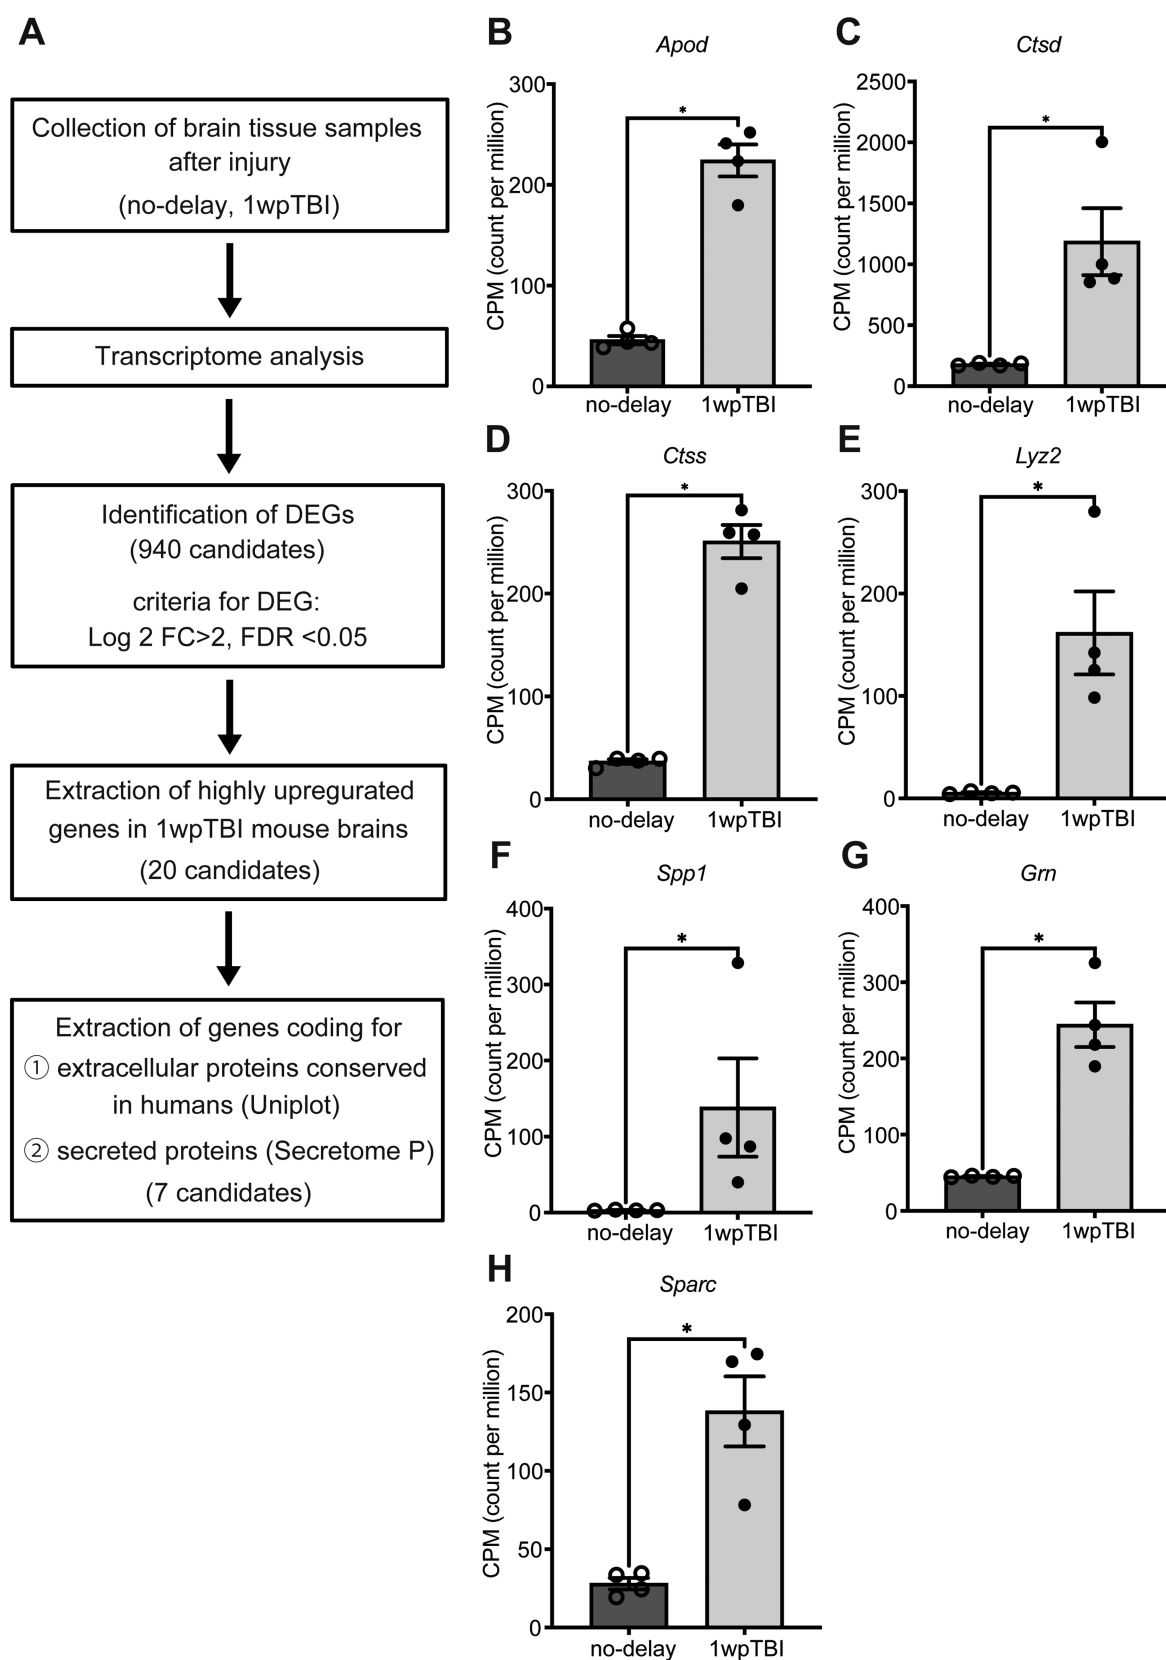 A
Collection of brain tissue samples
after injury
(no-delay, 1wpTBI)
Transcriptome analysis
Identification of DEGs
(940 candidates)
criteria for DEG:
Log 2 FC>2, FDR <0.05
Extraction of highly upregurated
genes in 1wpTBI mouse brains
(20 candidates)
Extraction of genes coding for
① extracellular proteins conserved
in humans (Uniplot)
② secreted proteins (Secretome P)
(7 candidates)
B
Apod
CPM (count per million)
300
200
100
0
*
no-delay 1wpTBI
C
Ctsd
CPM (count per million)
2500
2000
1500
1000
500
0
*
no-delay 1wpTBI
D
Ctss
CPM (count per million)
300
200
100
0
*
no-delay 1wpTBI
E
Lyz2
CPM (count per million)
300
200
100
0
*
no-delay 1wpTBI
F
Spp1
CPM (count per million)
400
300
200
100
0
*
no-delay 1wpTBI
G
Grn
CPM (count per million)
400
300
200
100
0
*
no-delay 1wpTBI
H
Sparc
CPM (count per million)
200
150
100
50
0
*
no-delay 1wpTBI